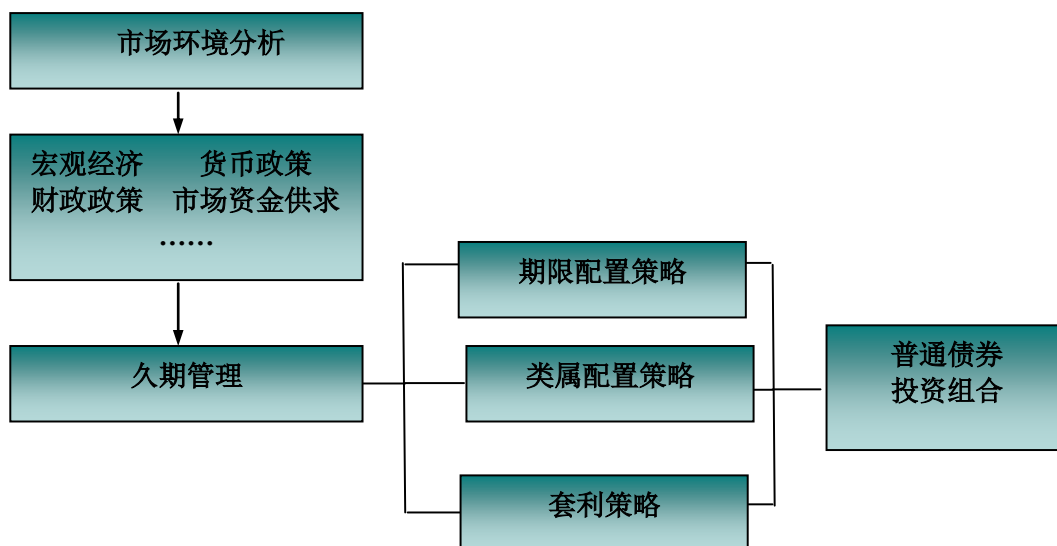 市场环境分析
宏观经济 货币政策
财政政策 市场资金供求
······
久期管理
期限配置策略
类属配置策略
套利策略
普通债券
投资组合